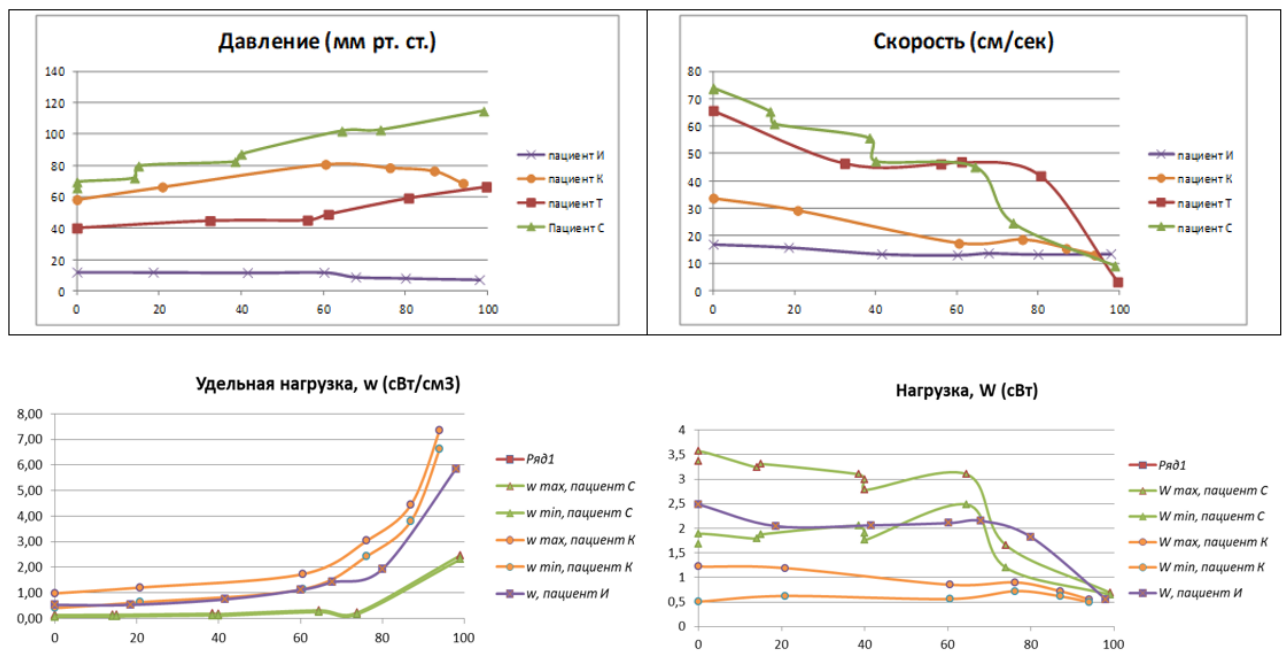 Давление (мм рт. ст.)
140
120
100
80
60
40
20
0
0 20 40 60 80 100
пациент И
пациент К
пациент Т
Пациент С
Скорость (см/сек)
80
70
60
50
40
30
20
10
0
0 20 40 60 80 100
пациент И
пациент К
пациент Т
пациент С
Удельная нагрузка, w (сВт/см3)
8,00
7,00
6,00
5,00
4,00
3,00
2,00
1,00
0,00
0 20 40 60 80 100
Ряд1
w max, пациент С
w min, пациент С
w max, пациент К
w min, пациент К
w, пациент И
Нагрузка, W (сВт)
4
3,5
3
2,5
2
1,5
1
0,5
0
0 20 40 60 80 100
Ряд1
W max, пациент С
W min, пациент С
W max, пациент К
W min, пациент К
W, пациент И